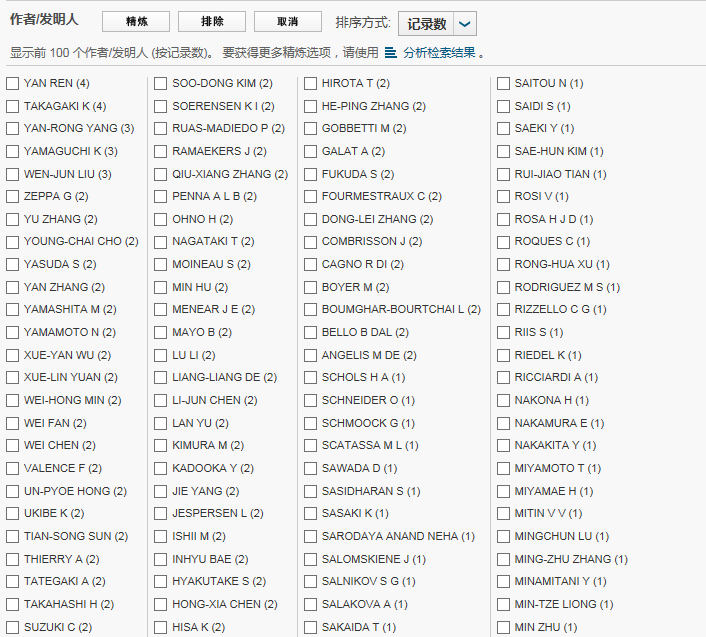 作者/发明人 精炼 排除 取消 排序方式: 记录数
显示前 100 个作者/发明人 (按记录数)。 要获得更多精炼选项，请使用 分析检索结果 。
YAN REN (4)
TAKAGAKI K (4)
YAN-RONG YANG (3)
YAMAGUCHI K (3)
WEN-JUN LIU (3)
ZEPPA G (2)
YU ZHANG (2)
YOUNG-CHAI CHO (2)
YASUDA S (2)
YAN ZHANG (2)
YAMASHITA M (2)
YAMAMOTO N (2)
XUE-YAN WU (2)
XUE-LIN YUAN (2)
WEI-HONG MIN (2)
WEI FAN (2)
WEI CHEN (2)
VALENCE F (2)
UN-PYOE HONG (2)
UKIBE K (2)
TIAN-SONG SUN (2)
THIERRY A (2)
TATEGAKI A (2)
TAKAHASHI H (2)
SUZUKI C (2)
SOO-DONG KIM (2)
SOERENSEN K I (2)
RUAS-MADIEDO P (2)
RAMAEKERS J (2)
QIU-XIANG ZHANG (2)
PENNA A L B (2)
OHNO H (2)
NAGATAKI T (2)
MOINEAU S (2)
MIN HU (2)
MENEAR J E (2)
MAYO B (2)
LU LI (2)
LIANG-LIANG DE (2)
LI-JUN CHEN (2)
LAN YU (2)
KIMURA M (2)
KADOOKA Y (2)
JIE YANG (2)
JESPERSEN L (2)
ISHII M (2)
INHYU BAE (2)
HYAKUTAKE S (2)
HONG-XIA CHEN (2)
HISA K (2)
HIROTA T (2)
HE-PING ZHANG (2)
GOBBETTI M (2)
GALAT A (2)
FUKUDA S (2)
FOURMESTRAUX C (2)
DONG-LEI ZHANG (2)
COMBRISSON J (2)
CAGNO R DI (2)
BOYER M (2)
BOUMGHAR-BOURTCHAI L (2)
BELLO B DAL (2)
ANGELIS M DE (2)
SCHOLS H A (1)
SCHNEIDER O (1)
SCHMOOCK G (1)
SCATASSA M L (1)
SAWADA D (1)
SASIDHARAN S (1)
SASAKI K (1)
SARODAYA ANAND NEHA (1)
SALOMSKIENE J (1)
SALNIKOV S G (1)
SALAKOVA A (1)
SAKAIDA T (1)
SAITOU N (1)
SAIDI S (1)
SAEKI Y (1)
SAE-HUN KIM (1)
RUI-JIAO TIAN (1)
ROSI V (1)
ROSA H J D (1)
ROQUES C (1)
RONG-HUA XU (1)
RODRIGUEZ M S (1)
RIZZELLO C G (1)
RIIS S (1)
RIEDEL K (1)
RICCIARDI A (1)
NAKONA H (1)
NAKAMURA E (1)
NAKAKITA Y (1)
MIYAMOTO T (1)
MIYAMAE H (1)
MITIN V V (1)
MINGCHUN LU (1)
MING-ZHU ZHANG (1)
MINAMITANI Y (1)
MIN-TZE LIONG (1)
MIN ZHU (1)